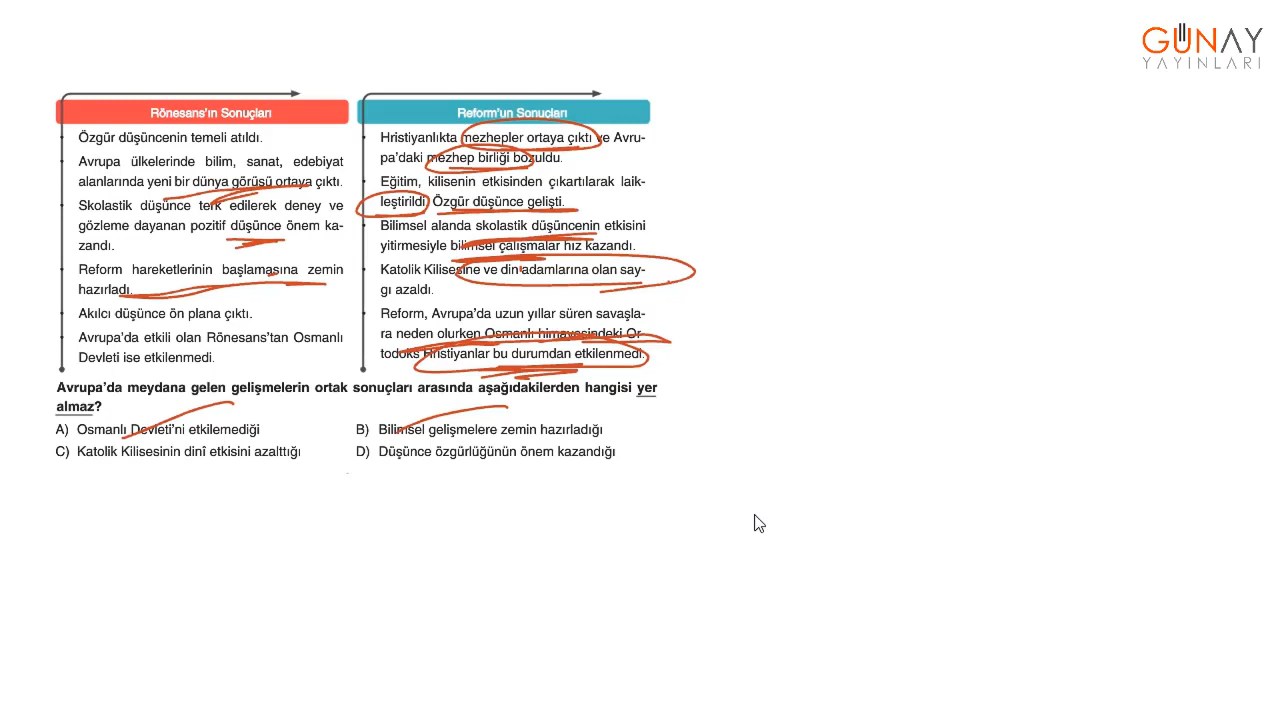 GÜNAY
YAYINLARI
Rönesans'ın Sonuçları
Özgür düşüncenin temeli atıldı.
Avrupa ülkelerinde bilim, sanat, edebiyat
alanlarında yeni bir dünya görüşü ortaya çıktı.
Skolastik düşünce terk edilerek deney ve
gözleme dayanan pozitif düşünce önem ka-
zandı.
Reform hareketlerinin başlamasına zemin
hazırladı.
Akılcı düşünce ön plana çıktı.
Avrupa'da etkili olan Rönesans'tan Osmanlı
Devleti ise etkilenmedi.
Reform'un Sonuçları
Hristiyanlıkta mezhepler ortaya çıktı ve Avru-
pa'daki mezhep birliği bozuldu.
Eğitim, kilisenin etkisinden çıkartılarak laik-
leştirildi. Özgür düşünce gelişti.
Bilimsel alanda skolastik düşüncenin etkisini
yitirmesiyle bilimsel çalışmalar hız kazandı.
Katolik Kilisesine ve din adamlarına olan say-
gı azaldı.
Reform, Avrupa'da uzun yıllar süren savaşla-
ra neden olurken Osmanlı himayesindeki Or-
todoks Hristiyanlar bu durumdan etkilenmedi.
Avrupa'da meydana gelen gelişmelerin ortak sonuçları arasında aşağıdakilerden hangisi yer
almaz?
A) Osmanlı Devleti'ni etkilemediği
B) Bilimsel gelişmelere zemin hazırladığı
C) Katolik Kilisesinin dinî etkisini azalttığı
D) Düşünce özgürlüğünün önem kazandığı